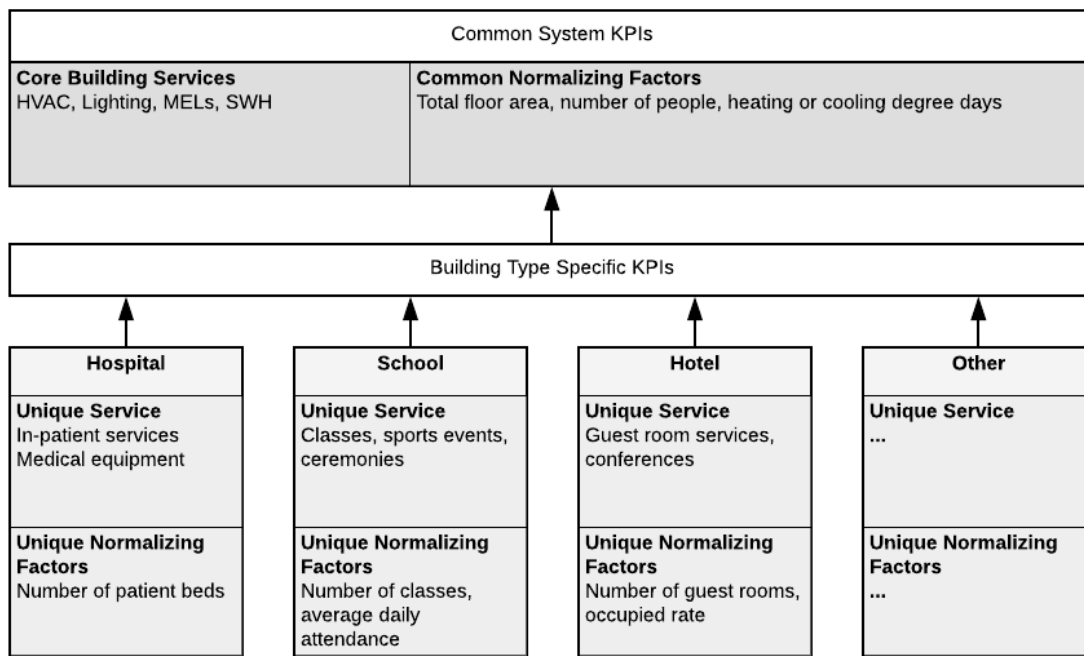 Common System KPIs
Core Building Services
HVAC, Lighting, MELs, SWH
Common Normalizing Factors
Total floor area, number of people, heating or cooling degree days
Building Type Specific KPIs
Hospital
Unique Service
In-patient services
Medical equipment
Unique Normalizing
Factors
Number of patient beds
School
Unique Service
Classes, sports events,
ceremonies
Unique Normalizing
Factors
Number of classes,
average daily
attendance
Hotel
Unique Service
Guest room services,
conferences
Unique Normalizing
Factors
Number of guest rooms,
occupied rate
Other
Unique Service
...
Unique Normalizing
Factors
...